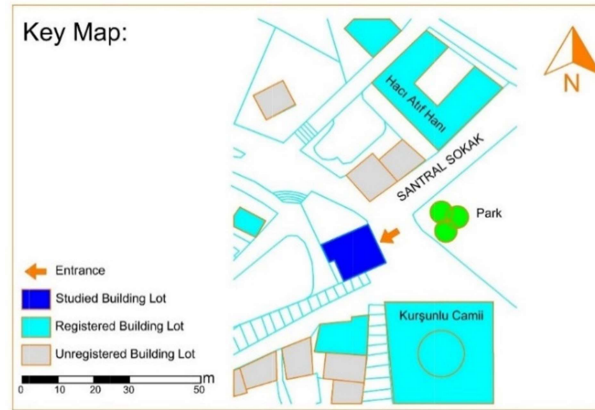 Key Map:
N
Hacı Atıf Hanı
SANTRAL SOKAK
Park
Entrance
Studied Building Lot
Registered Building Lot
Kurşunlu Camii
Unregistered Building Lot
m
0 10 20 30 50